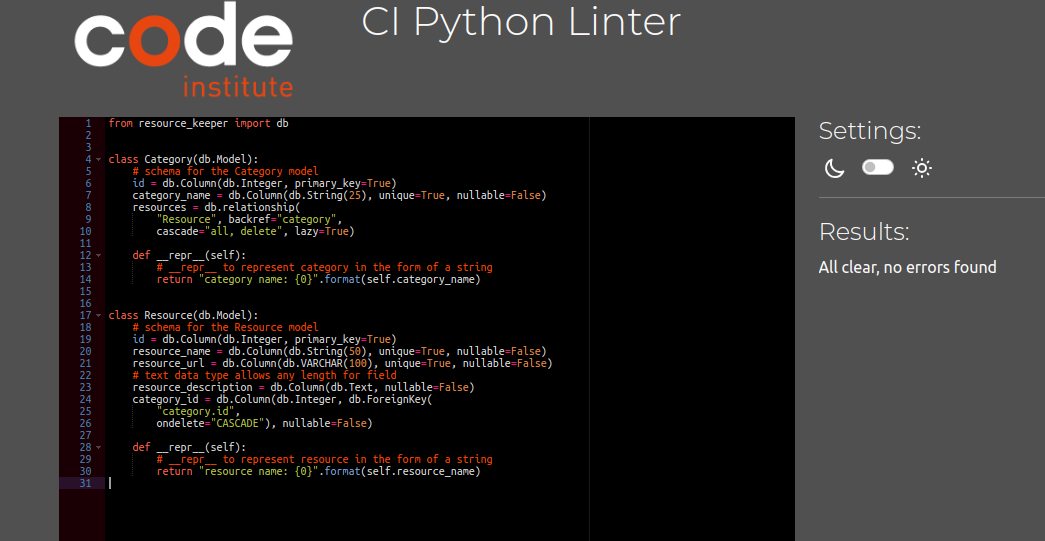 code
institute
CI Python Linter
1 from resource_keeper import db
2
3
4 class Category(db.Model):
5     # schema for the Category model
6     id = db.Column(db.Integer, primary_key=True)
7     category_name = db.Column(db.String(25), unique=True, nullable=False)
8     resources = db.relationship(
9         "Resource", backref="category",
10         cascade="all, delete", lazy=True)
11
12     def __repr__(self):
13         # __repr__ to represent category in the form of a string
14         return "category name: {0}".format(self.category_name)
15
16
17 class Resource(db.Model):
18     # schema for the Resource model
19     id = db.Column(db.Integer, primary_key=True)
20     resource_name = db.Column(db.String(50), unique=True, nullable=False)
21     resource_url = db.Column(db.VARCHAR(100), unique=True, nullable=False)
22     # text data type allows any length for field
23     resource_description = db.Column(db.Text, nullable=False)
24     category_id = db.Column(db.Integer, db.ForeignKey(
25         "category.id",
26         ondelete="CASCADE"), nullable=False)
27
28     def __repr__(self):
29         # __repr__ to represent resource in the form of a string
30         return "resource name: {0}".format(self.resource_name)
31
Settings:
Results:
All clear, no errors found